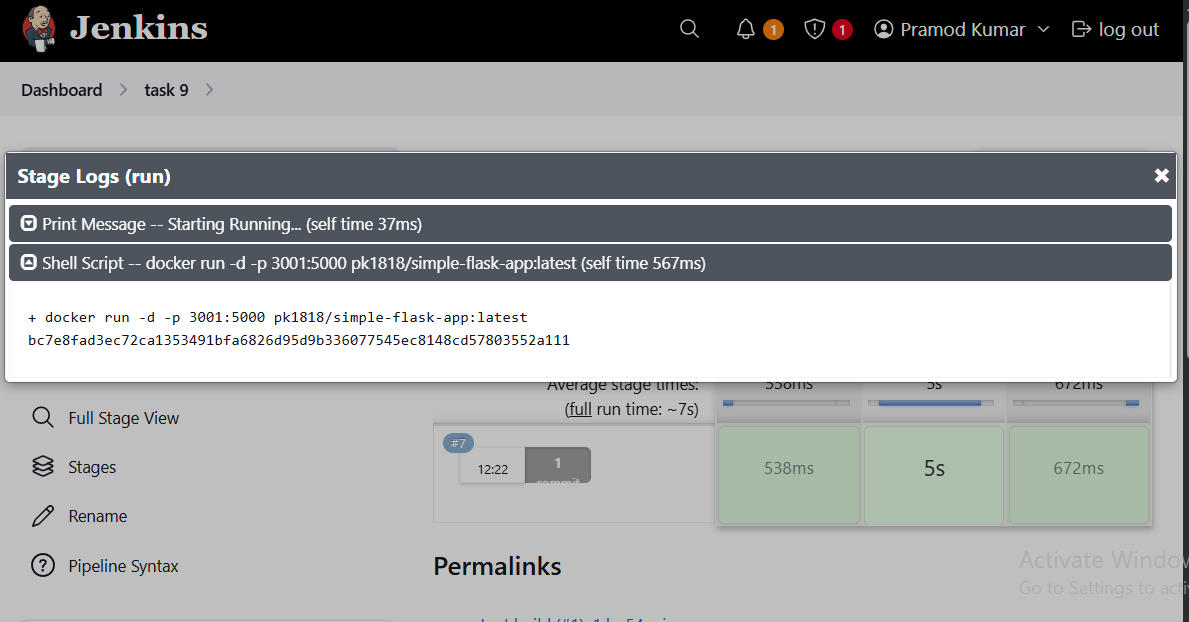 Jenkins
1
1
Pramod Kumar
log out
Dashboard
task 9
Stage Logs (run)
Print Message -- Starting Running... (self time 37ms)
Shell Script -- docker run -d -p 3001:5000 pk1818/simple-flask-app:latest (self time 567ms)
+ docker run -d -p 3001:5000 pk1818/simple-flask-app:latest
bc7e8fad3ec72ca1353491bfa6826d95d9b336077545ec8148cd57803552a111
Average stage times: 538ms 5s 672ms
(full run time: ~7s)
Full Stage View
#7
12:22
1
commit
538ms
5s
672ms
Stages
Rename
Pipeline Syntax
Permalinks
Activate Window
Go to Settings to acti